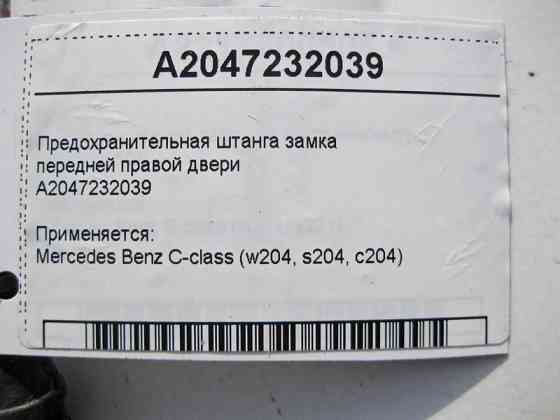 A2047232039
Предохранительная штанга замка
передней правой двери
A2047232039
Применяется:
Mercedes Benz C-class (w204, s204, c204)